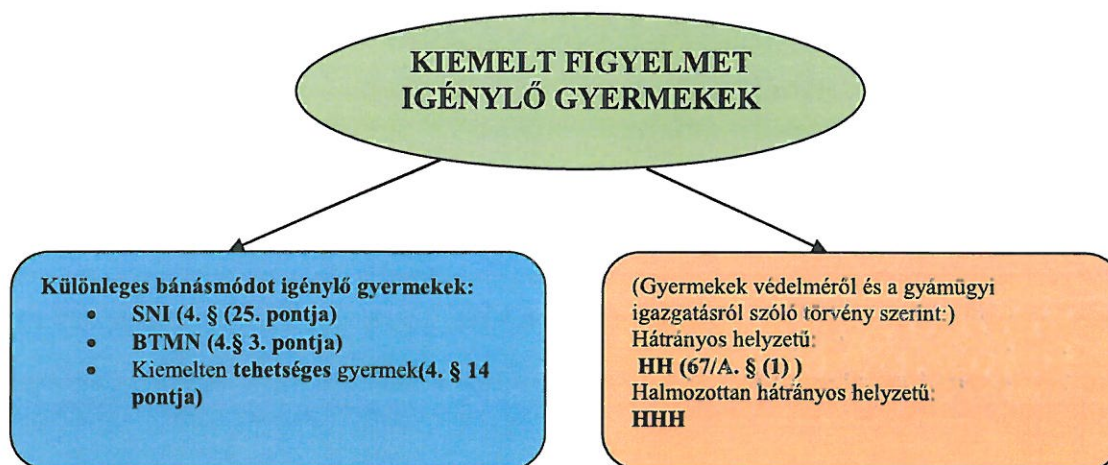 KIEMELT FIGYELMET
IGÉNYLŐ GYERMEKEK
Különleges bánásmódot igénylő gyermekek:
• SNI (4. § (25. pontja)
• BTMN (4.§ 3. pontja)
• Kiemelten tehetséges gyermek(4. § 14
pontja)
(Gyermekek védelméről és a gyámügyi
igazgatásról szóló törvény szerint:)
Hátrányos helyzetű:
HH (67/A. § (1) )
Halmozottan hátrányos helyzetű:
HHH